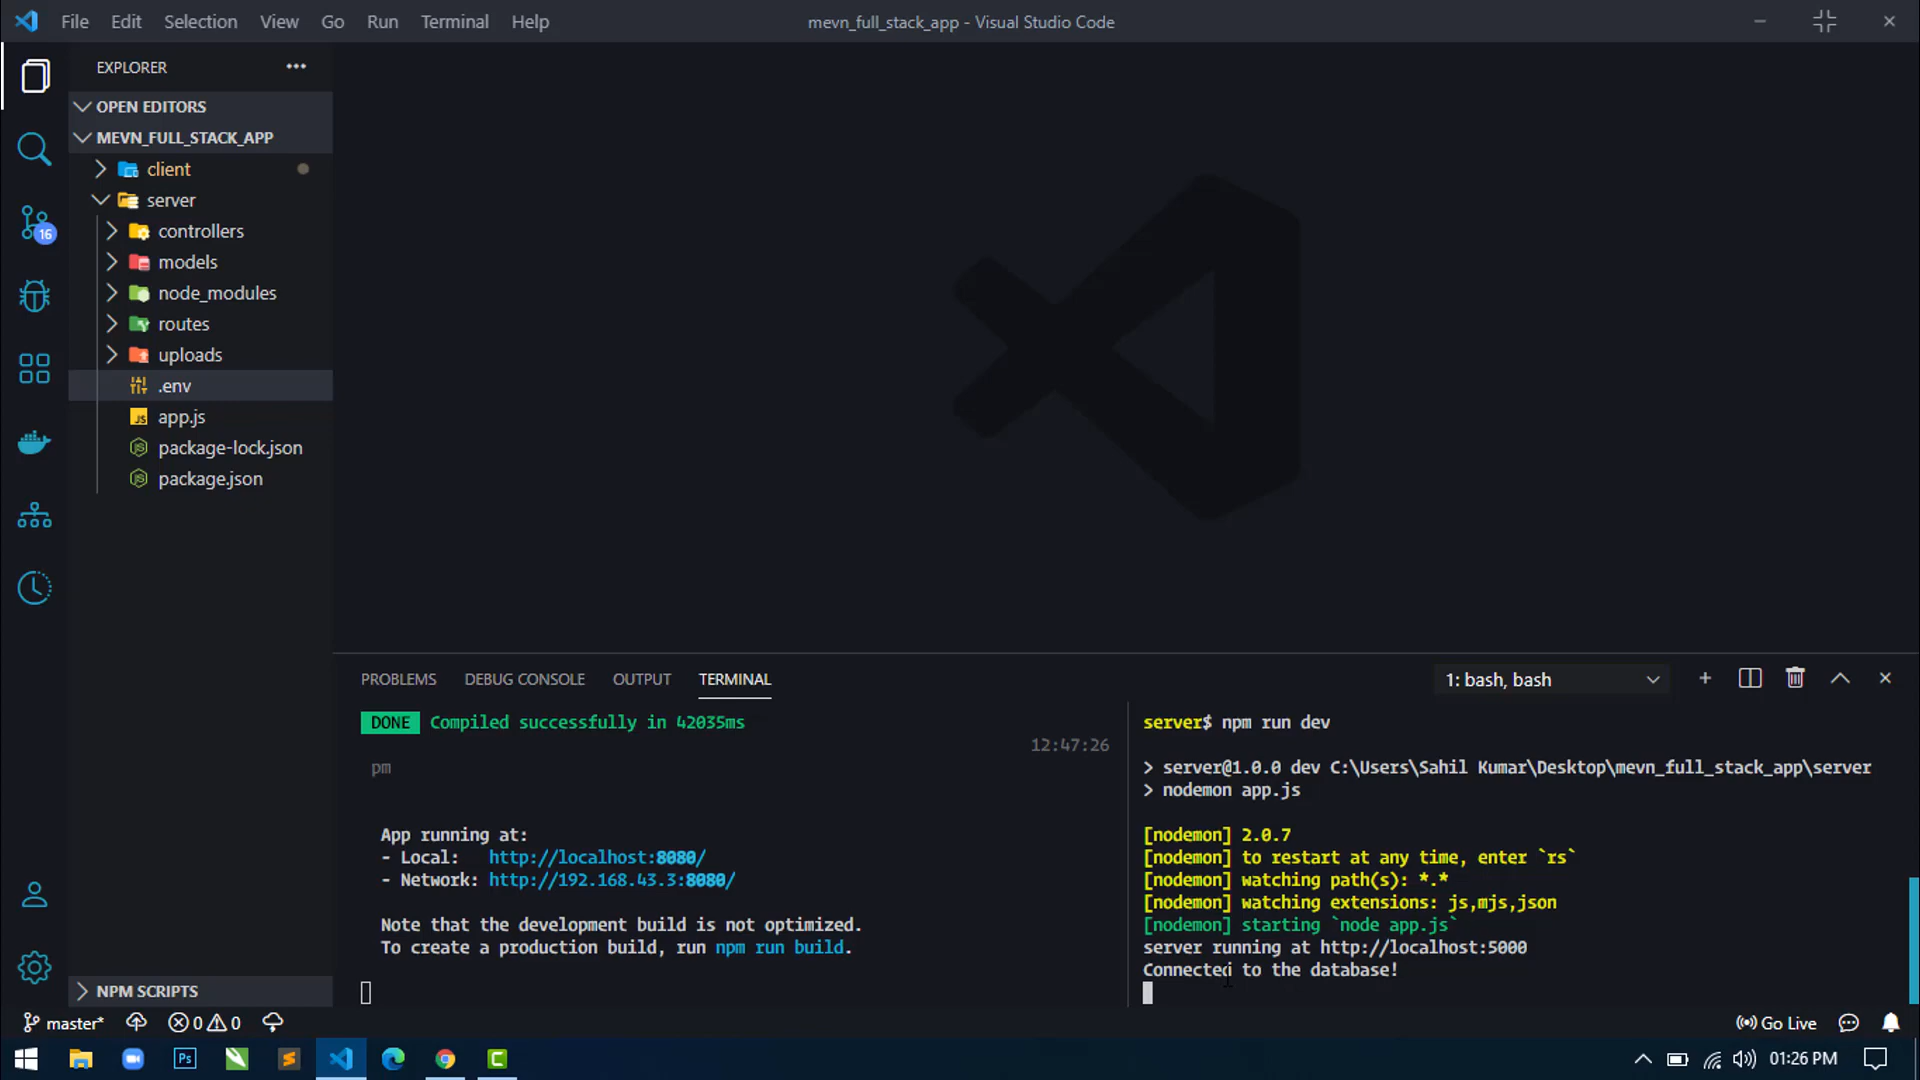 File Edit Selection View Go Run Terminal Help
mevn_full_stack_app - Visual Studio Code
EXPLORER
OPEN EDITORS
MEVN_FULL_STACK_APP
client
server
controllers
models
node_modules
routes
uploads
.env
JS app.js
package-lock.json
package.json
16
NPM SCRIPTS
PROBLEMS DEBUG CONSOLE OUTPUT TERMINAL
1: bash, bash
DONE Compiled successfully in 42035ms
12:47:26
pm
App running at:
- Local: http://localhost:8080/
- Network: http://192.168.43.3:8080/
Note that the development build is not optimized.
To create a production build, run npm run build.
server$ npm run dev
> server@1.0.0 dev C:\Users\Sahil Kumar\Desktop\mevn_full_stack_app\server
> nodemon app.js
[nodemon] 2.0.7
[nodemon] to restart at any time, enter `rs`
[nodemon] watching path(s): *.*
[nodemon] watching extensions: js,mjs,json
[nodemon] starting `node app.js`
server running at http://localhost:5000
Connected to the database!
master* 0 0
Go Live
Ps
C
01:26 PM